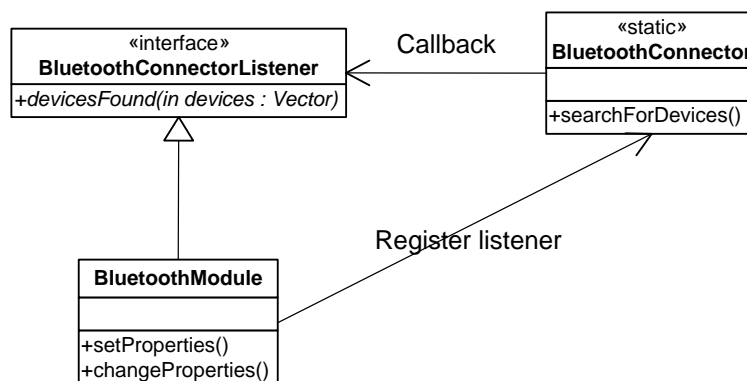 «interface»
BluetoothConnectorListener
+devicesFound(in devices : Vector)
Callback
«static»
BluetoothConnector
+searchForDevices()
Register listener
BluetoothModule
+setProperties()
+changeProperties()